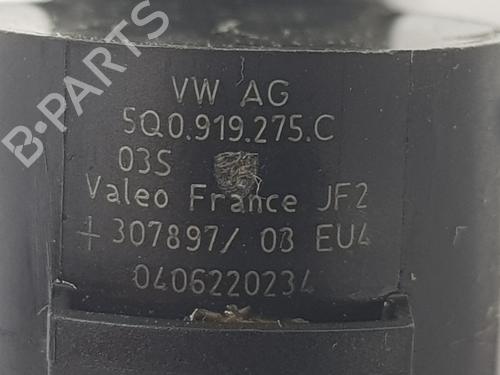 VW AG
5Q0.919.275.C
03S
Valeo France JF2
+307897/ 03 EU4
0406220234
B-PARTS